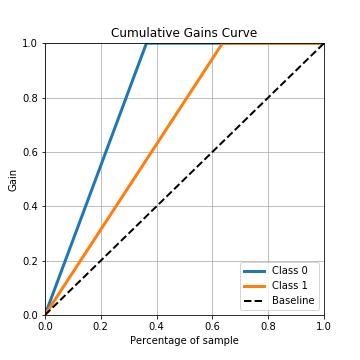 Cumulative Gains Curve
1.0
0.8
0.6
0.4
0.2
0.0
Gain
Class 0
Class 1
Baseline
0.0 0.2 0.4 0.6 0.8 1.0
Percentage of sample